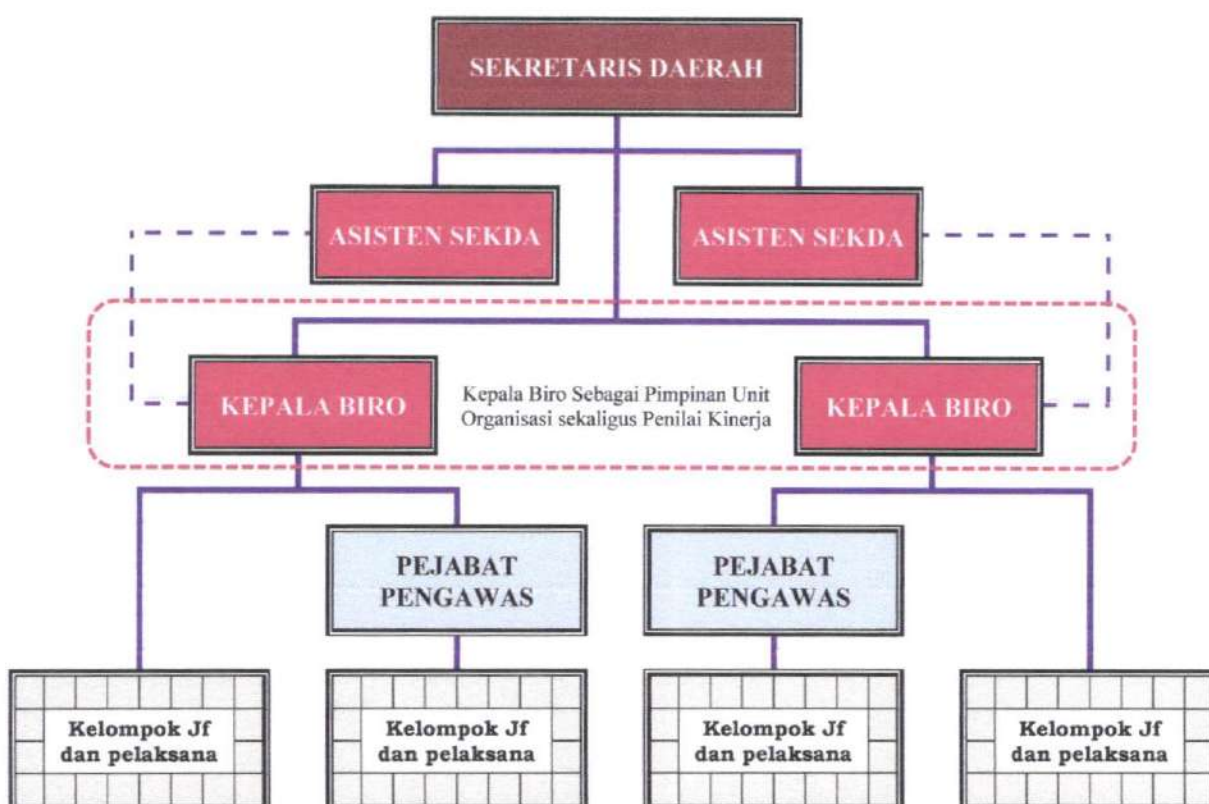 SEKRETARIS DAERAH
ASISTEN SEKDA
ASISTEN SEKDA
KEPALA BIRO
Kepala Biro Sebagai Pimpinan Unit
Organisasi sekaligus Penilai Kinerja
KEPALA BIRO
PEJABAT
PENGAWAS
PEJABAT
PENGAWAS
Kelompok Jf
dan pelaksana
Kelompok Jf
dan pelaksana
Kelompok Jf
dan pelaksana
Kelompok Jf
dan pelaksana